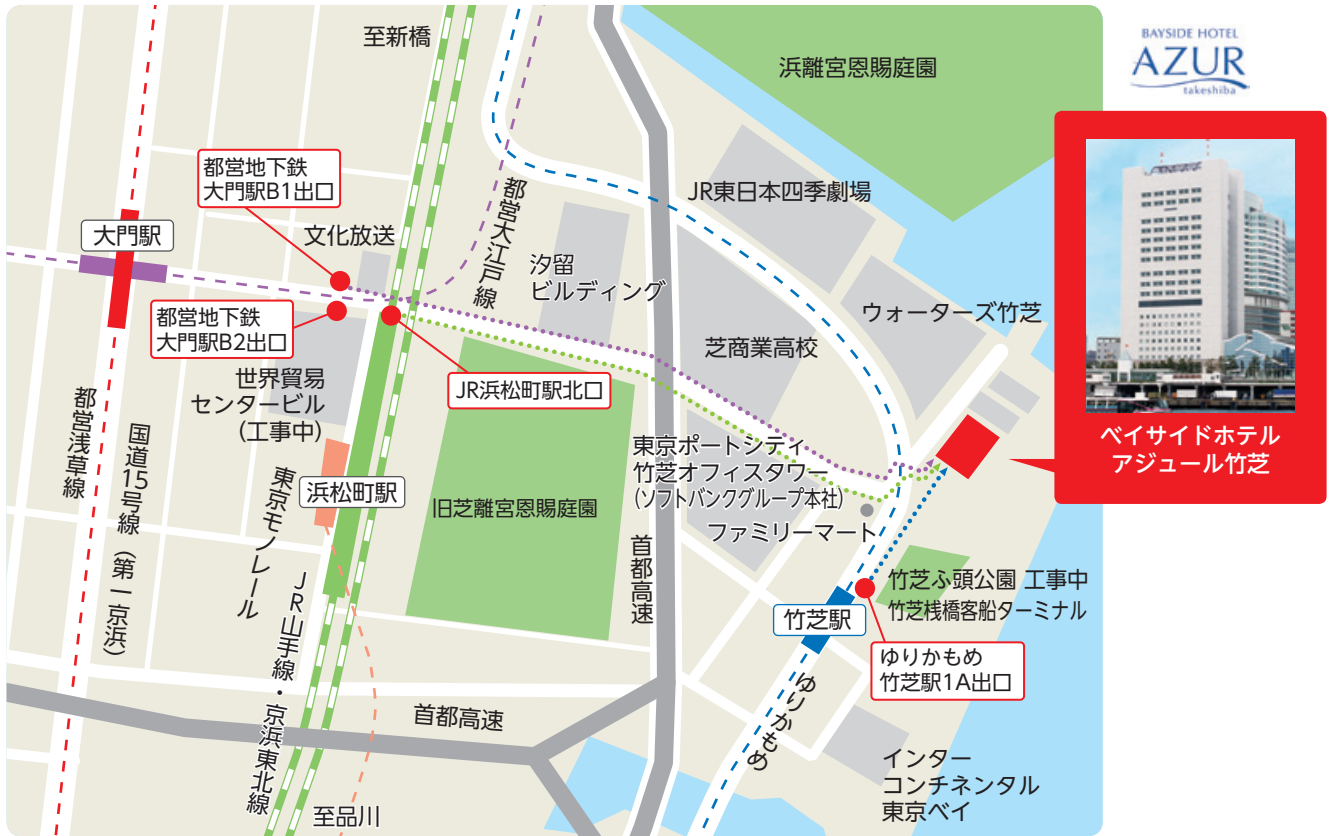 至新橋
浜離宮恩賜庭園
BAYSIDE HOTEL
AZUR
takeshiba
都営地下鉄
大門駅B1出口
都営大江戸線
JR東日本四季劇場
大門駅
文化放送
汐留
ビルディング
ウォーターズ竹芝
都営地下鉄
大門駅B2出口
芝商業高校
世界貿易
センタービル
(工事中)
JR浜松町駅北口
都営浅草線
国道15号線(第一京浜)
東京モノレール
浜松町駅
旧芝離宮恩賜庭園
東京ポートシティ
竹芝オフィスタワー
(ソフトバンクグループ本社)
ファミリーマート
首都高速
ベイサイドホテル
アジュール竹芝
JR山手線・京浜東北線
竹芝ふ頭公園 工事中
竹芝桟橋客船ターミナル
竹芝駅
ゆりかもめ
竹芝駅1A出口
ゆりかもめ
首都高速
インター
コンチネンタル
東京ベイ
至品川